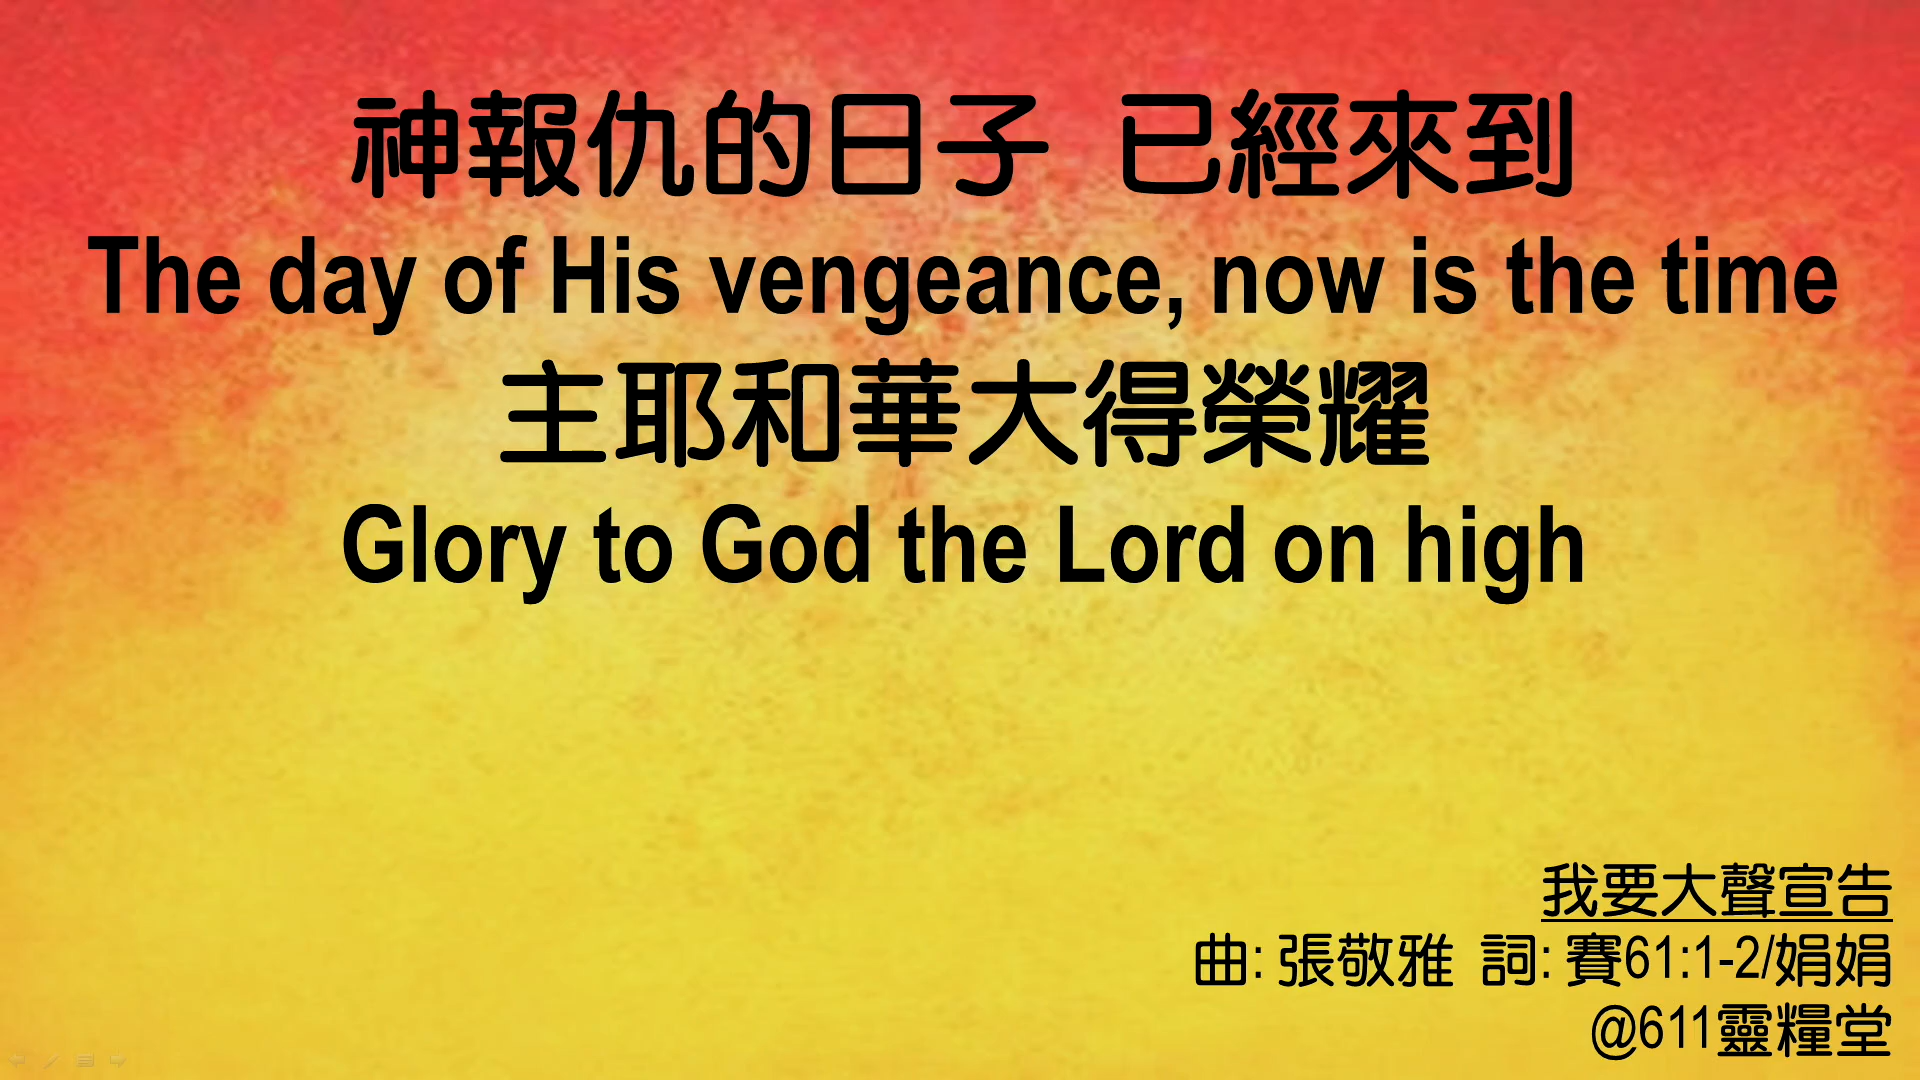 神報仇的日子 已經來到
The day of His vengeance, now is the time
主耶和華大得榮耀
Glory to God the Lord on high
我要大聲宣告
曲: 張敬雅 詞: 賽61:1-2/娟娟
@611靈糧堂